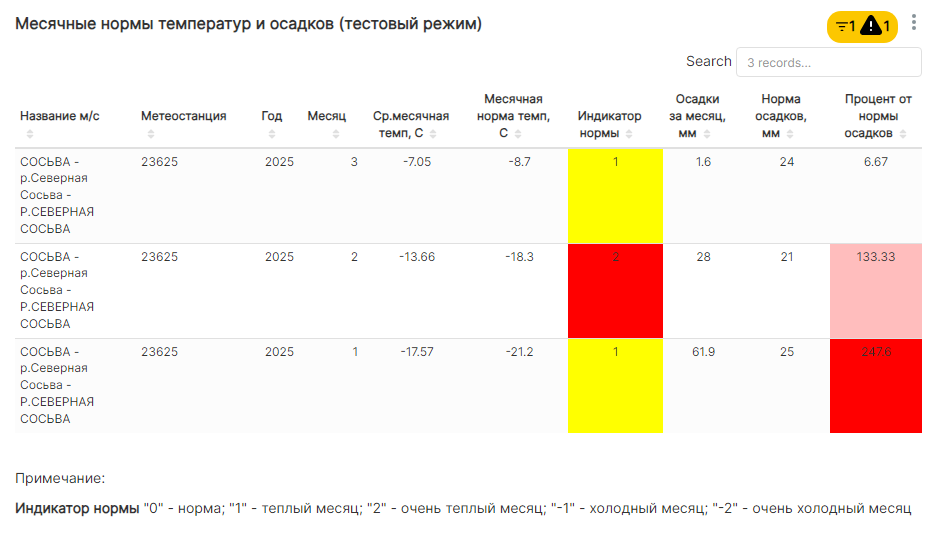 Месячные нормы температур и осадков (тестовый режим)
1 1
Search 3 records...
Название м/с Метеостанция Год Месяц Ср.месячная темп, С Месячная норма темп, С Индикатор нормы Осадки за месяц, мм Норма осадков, мм Процент от нормы осадков
СОСЬВА - 23625 2025 3 -7.05 -8.7 1 1.6 24 6.67
р.Северная
Сосьва -
Р.СЕВЕРНАЯ
СОСЬВА
СОСЬВА - 23625 2025 2 -13.66 -18.3 2 28 21 133.33
р.Северная
Сосьва -
Р.СЕВЕРНАЯ
СОСЬВА
СОСЬВА - 23625 2025 1 -17.57 -21.2 1 61.9 25 247.6
р.Северная
Сосьва -
Р.СЕВЕРНАЯ
СОСЬВА
Примечание:
Индикатор нормы "0" - норма; "1" - теплый месяц; "2" - очень теплый месяц; "-1" - холодный месяц; "-2" - очень холодный месяц